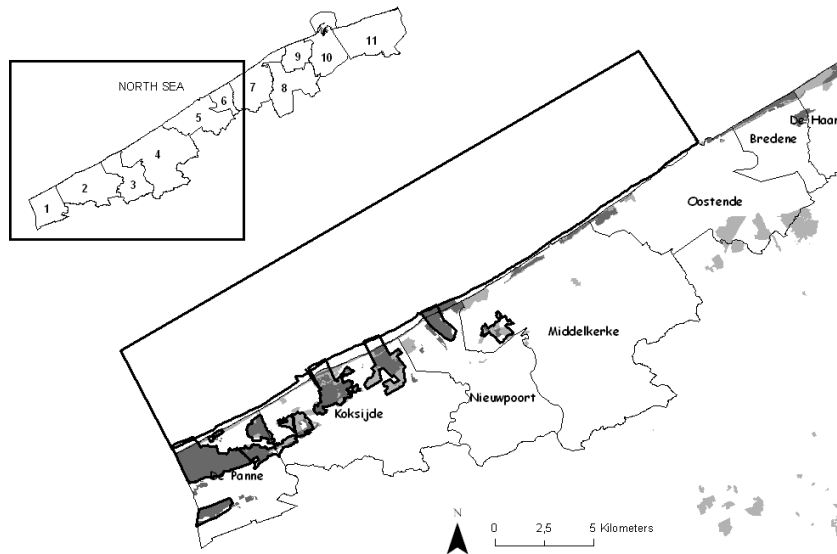 11
9
10
NORTH SEA
7
8
6
5
4
2
3
1
De Haan
Bredene
Oostende
Middelkerke
Nieuwpoort
Koksijde
De Panne
N
0 2,5 5 Kilometers